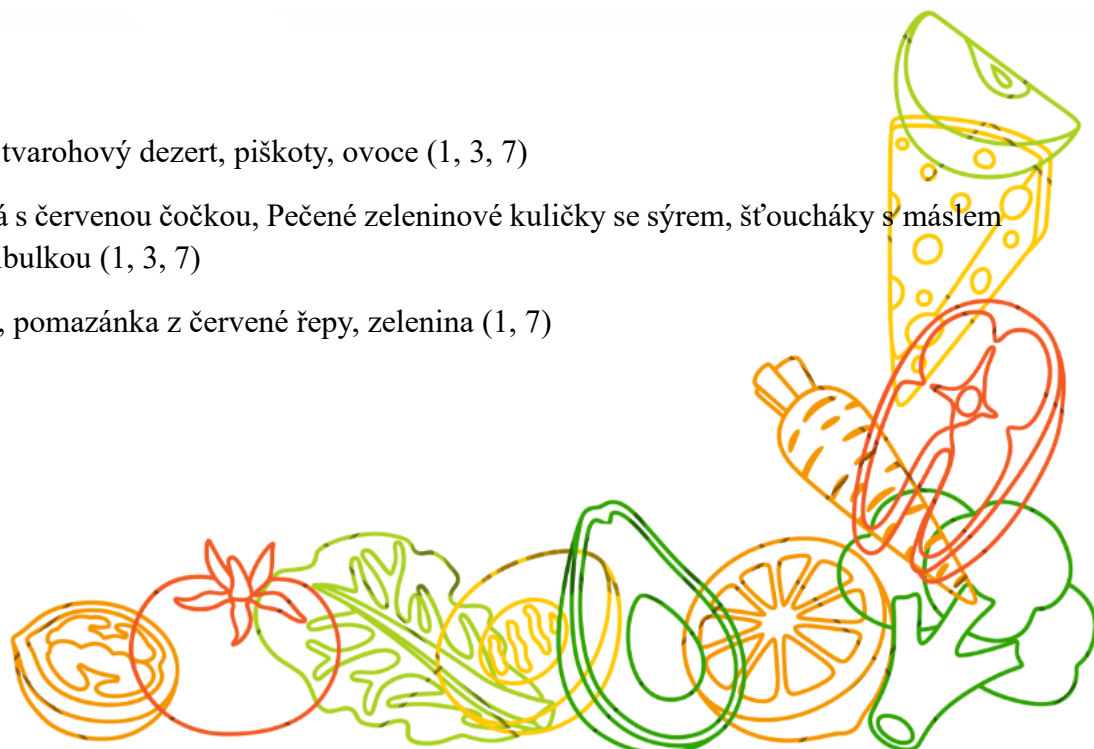 tvarohový dezert, piškoty, ovoce (1, 3, 7)
á s červenou čočkou, Pečené zeleninové kuličky se sýrem, šťoucháky s máslem
bulkou (1, 3, 7)
, pomazánka z červené řepy, zelenina (1, 7)